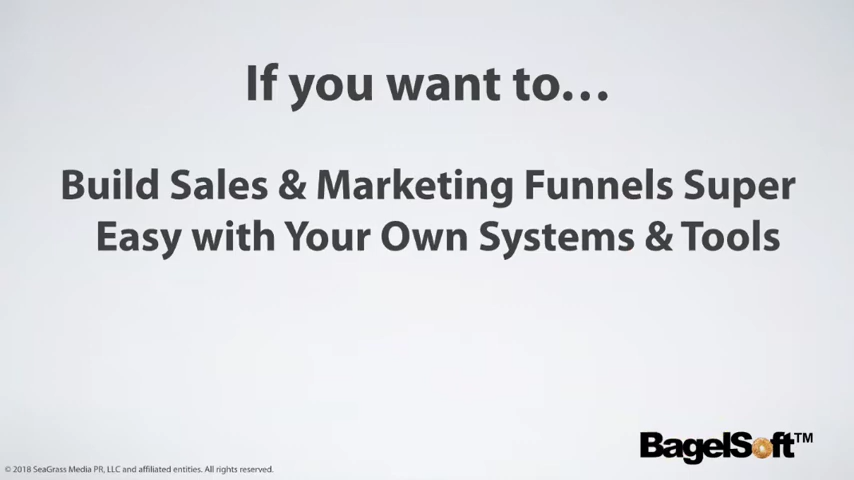 If you want to…
Build Sales & Marketing Funnels Super
Easy with Your Own Systems & Tools
BagelSoft™
© 2018 SeaGrass Media PR, LLC and affiliated entities. All rights reserved.